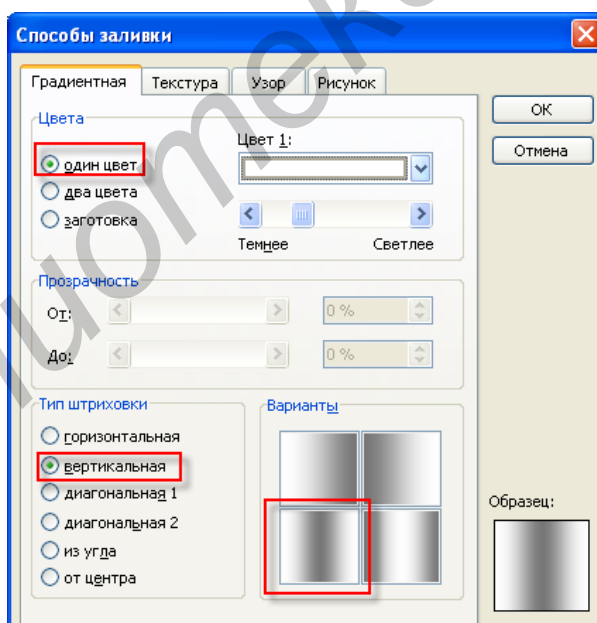 Способы заливки
Градиентная Текстура Узор Рисунок
ОК
Отмена
Цвета
один цвет
два цвета
заготовка
Цвет 1:
Темнее Светлее
Прозрачность
От: 0 %
До: 0 %
Тип штриховки
горизонтальная
вертикальная
диагональная 1
диагональная 2
из угла
от центра
Варианты
Образец: